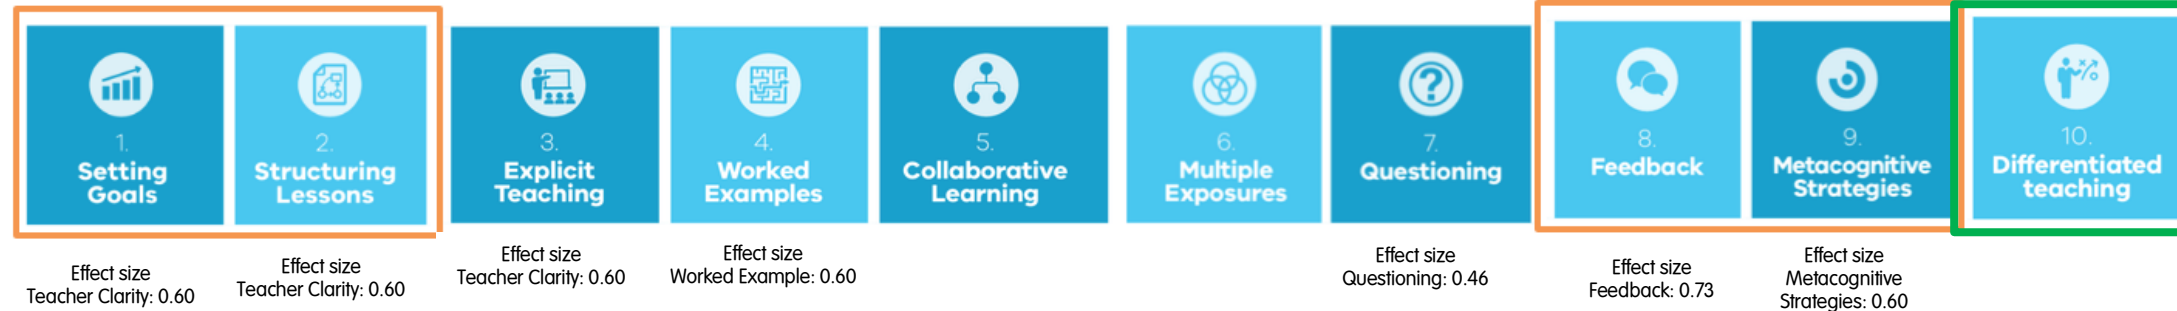 1.
Setting
Goals
2.
Structuring
Lessons
3.
Explicit
Teaching
4.
Worked
Examples
5.
Collaborative
Learning
6.
Multiple
Exposures
7.
Questioning
8.
Feedback
9.
Metacognitive
Strategies
10.
Differentiated
teaching
Effect size
Teacher Clarity: 0.60
Effect size
Teacher Clarity: 0.60
Effect size
Teacher Clarity: 0.60
Effect size
Worked Example: 0.60
Effect size
Questioning: 0.46
Effect size
Feedback: 0.73
Effect size
Metacognitive
Strategies: 0.60